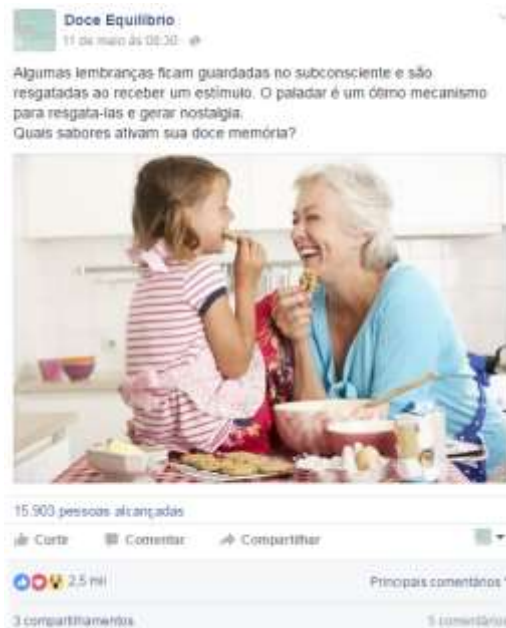 Doce Equilíbrio
11 de maio às 08:30
Algumas lembranças ficam guardadas no subconsciente e são
resgatadas ao receber um estímulo. O paladar é um ótimo mecanismo
para resgata-las e gerar nostalgia.
Quais sabores ativam sua doce memória?
15.903 pessoas alcançadas
Curtir Comentar Compartilhar
2,5 mil Principais comentários
3 compartilhamentos 5 comentários